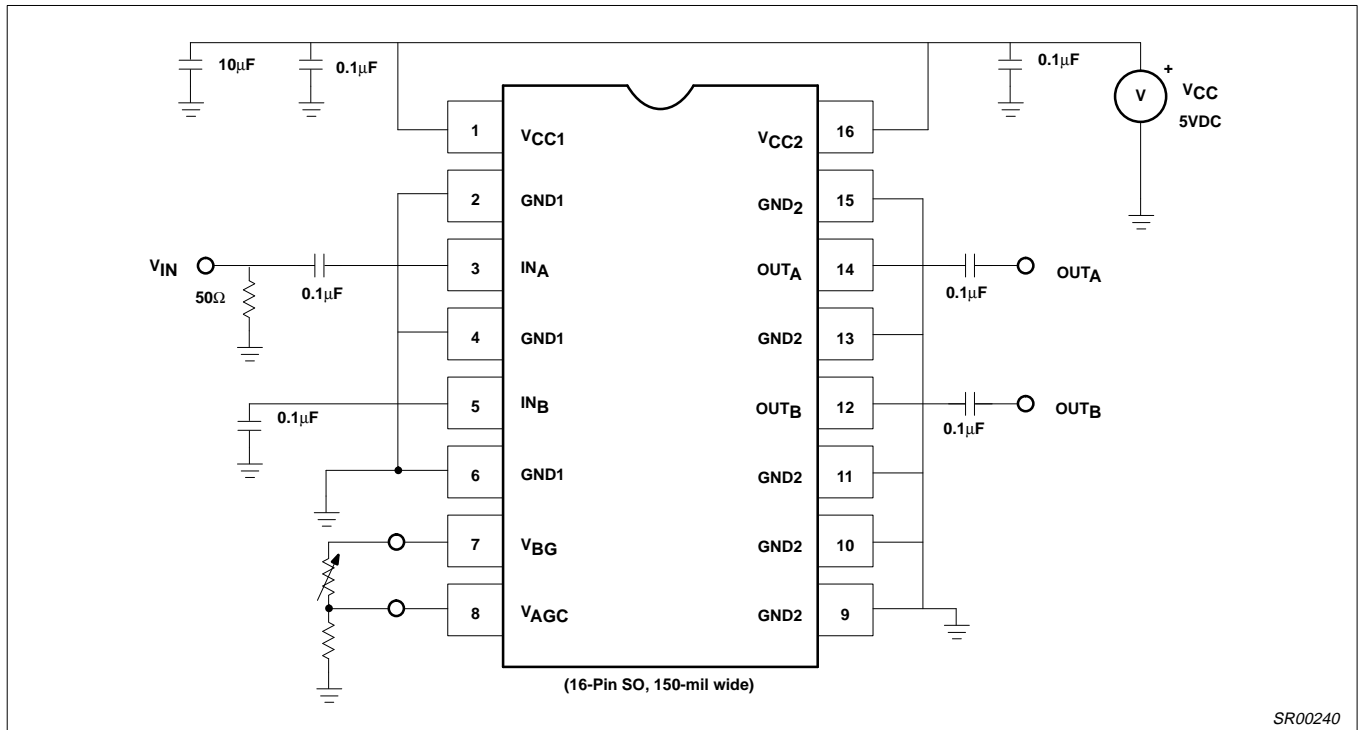 10μF
0.1μF
0.1μF
+
V
VCC
5VDC
1
VCC1
VCC2
16
2
GND1
GND2
15
VIN
50Ω
0.1μF
3
INA
OUTA
14
0.1μF
OUTA
4
GND1
GND2
13
0.1μF
5
INB
OUTB
12
0.1μF
OUTB
6
GND1
GND2
11
7
VBG
GND2
10
8
VAGC
GND2
9
(16-Pin SO, 150-mil wide)
SR00240